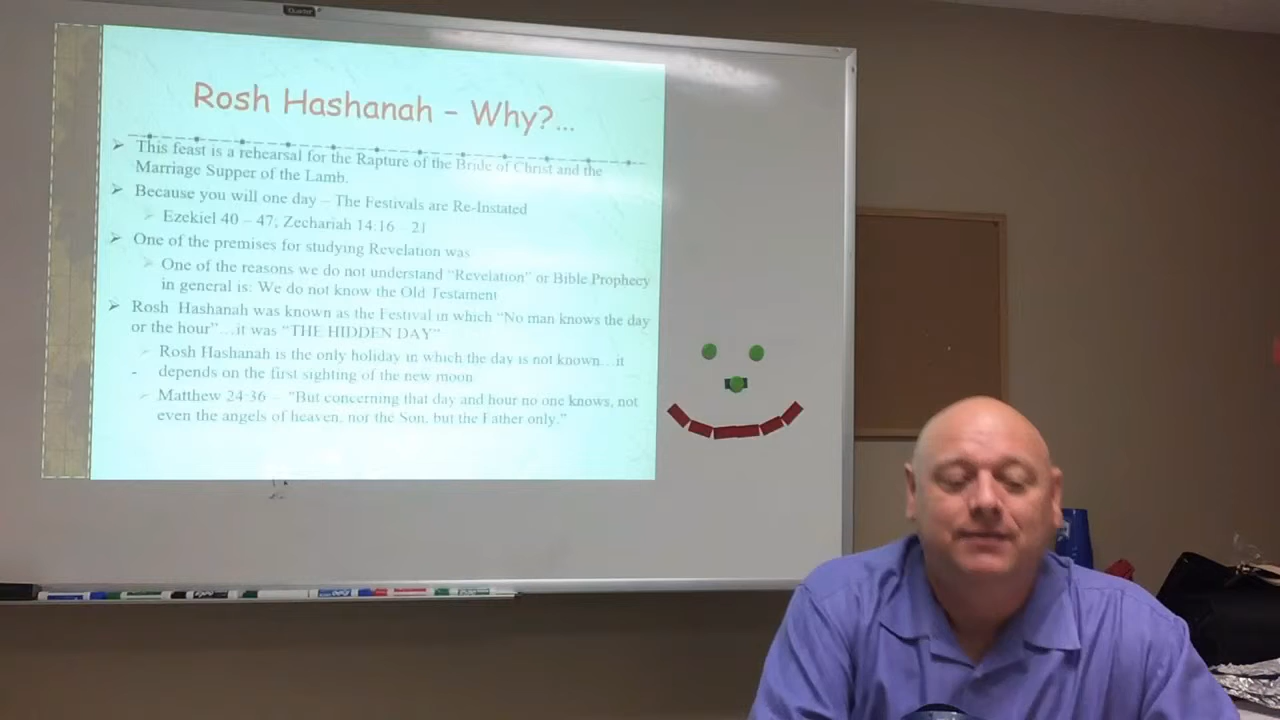 Quartet
Rosh Hashanah – Why?...
This feast is a rehearsal for the Rapture of the Bride of Christ and the
Marriage Supper of the Lamb.
Because you will one day – The Festivals are Re-Instated
Ezekiel 40 – 47; Zechariah 14:16 – 21
One of the premises for studying Revelation was
One of the reasons we do not understand "Revelation" or Bible Prophecy
in general is: We do not know the Old Testament
Rosh Hashanah was known as the Festival in which "No man knows the day
or the hour"…it was "THE HIDDEN DAY"
Rosh Hashanah is the only holiday in which the day is not known…it
depends on the first sighting of the new moon
Matthew 24:36 – "But concerning that day and hour no one knows, not
even the angels of heaven, nor the Son, but the Father only."